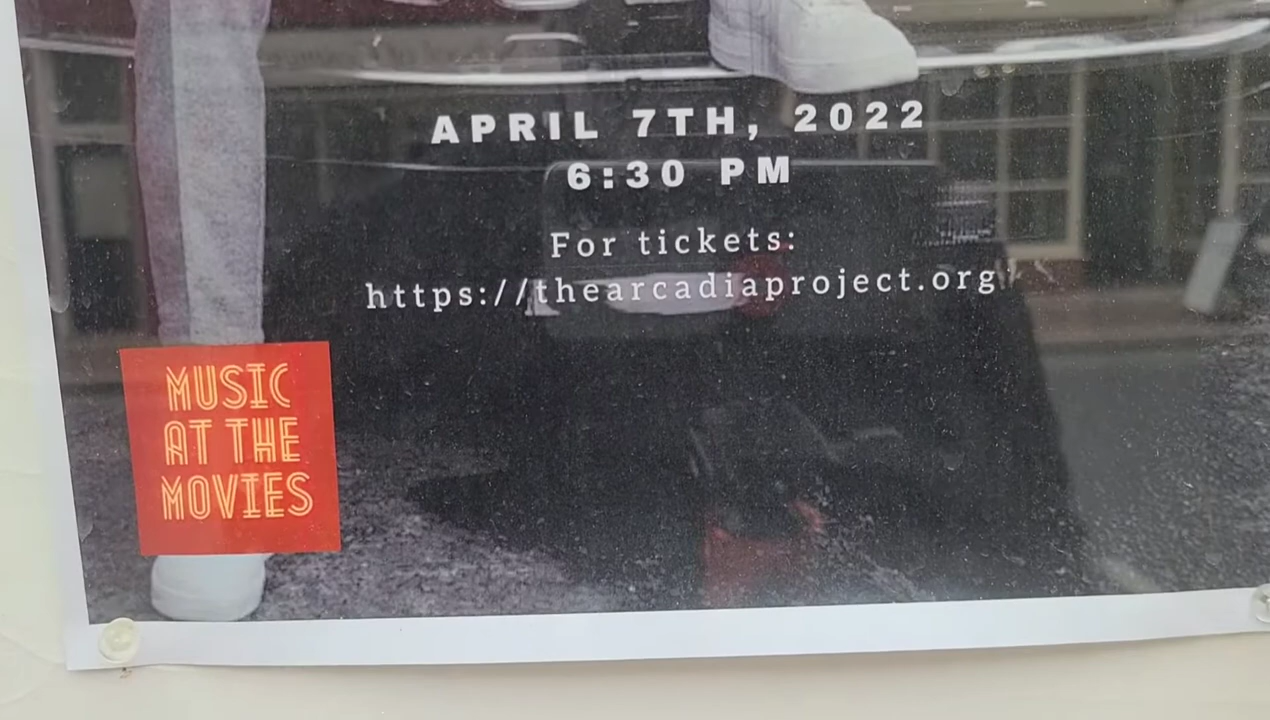 APRIL 7TH, 2022
6:30 PM
For tickets:
https://thearcadiaproject.org
MUSIC
AT THE
MOVIES